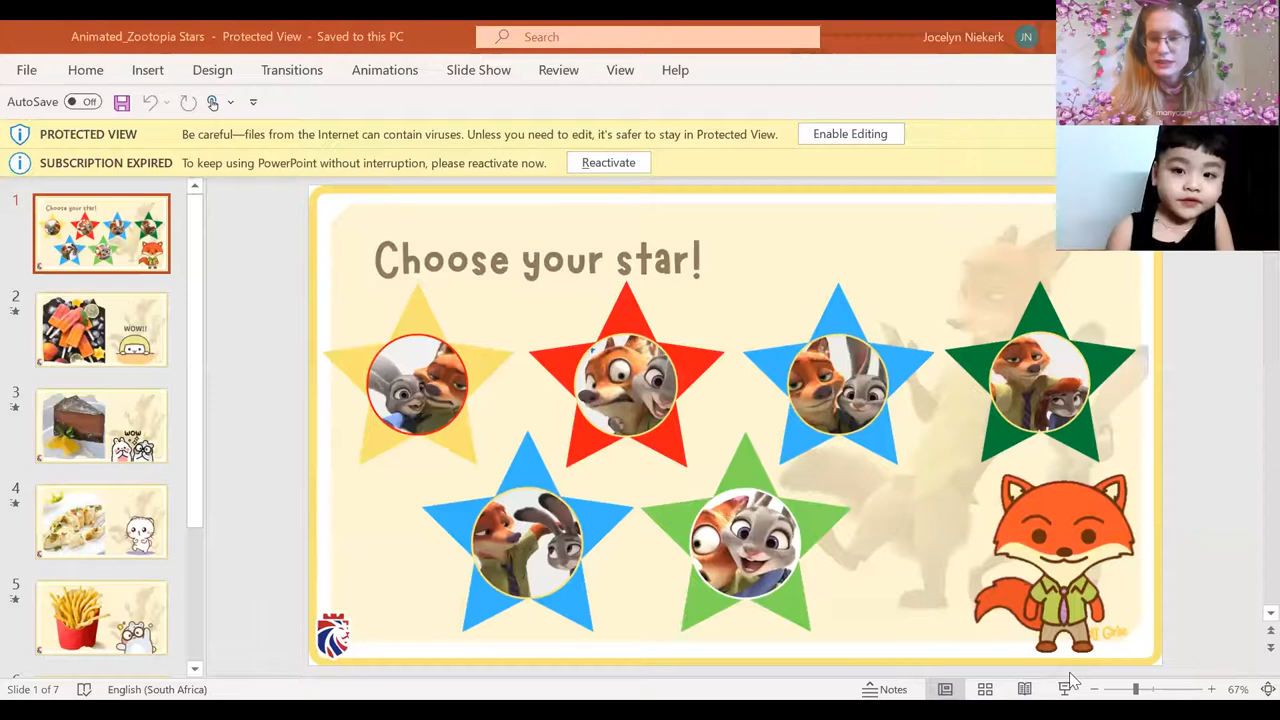 Animated_Zootopia Stars - Protected View - Saved to this PC
Search
Jocelyn Niekerk JN
File Home Insert Design Transitions Animations Slide Show Review View Help
AutoSave Off
PROTECTED VIEW Be careful—files from the Internet can contain viruses. Unless you need to edit, it's safer to stay in Protected View. Enable Editing
SUBSCRIPTION EXPIRED To keep using PowerPoint without interruption, please reactivate now. Reactivate
1
Choose your star!
2
WOW!!
3
WOW
4
5
Choose your star!
Slide 1 of 7 English (South Africa) Notes 67%